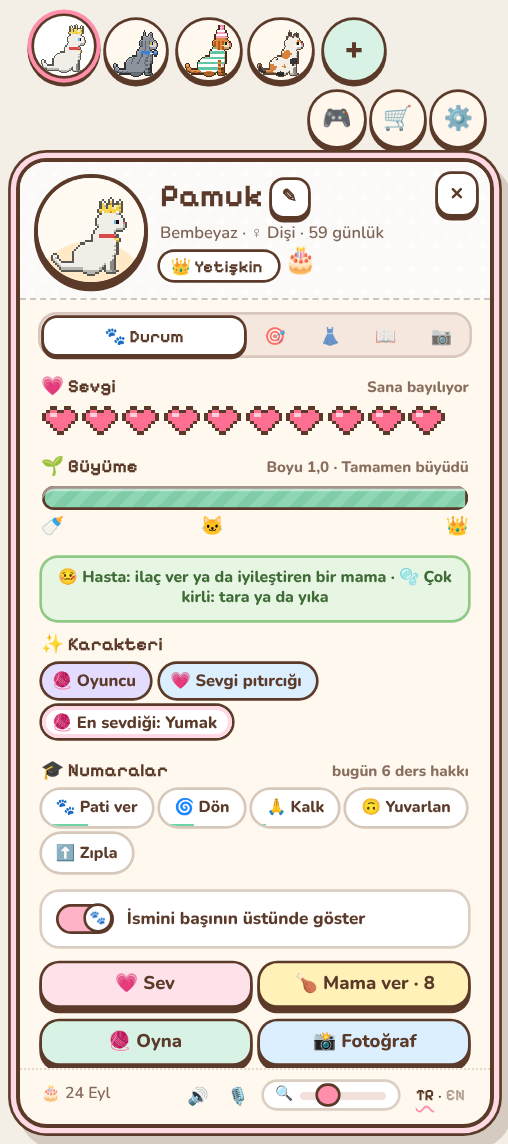 Pamuk
Bembeyaz · ♀ Dişi · 59 günlük
Yetişkin
Durum
Sevgi
Sana bayılıyor
Büyüme
Boyu 1,0 · Tamamen büyüdü
Hasta: ilaç ver ya da iyileştiren bir mama · Çok
kirli: tara ya da yıka
Karakteri
Oyuncu
Sevgi pıtırcığı
En sevdiği: Yumak
Numaralar
bugün 6 ders hakkı
Pati ver
Dön
Kalk
Yuvarlan
Zıpla
İsmini başının üstünde göster
Sev
Mama ver · 8
Oyna
Fotoğraf
24 Eyl
TR · EN